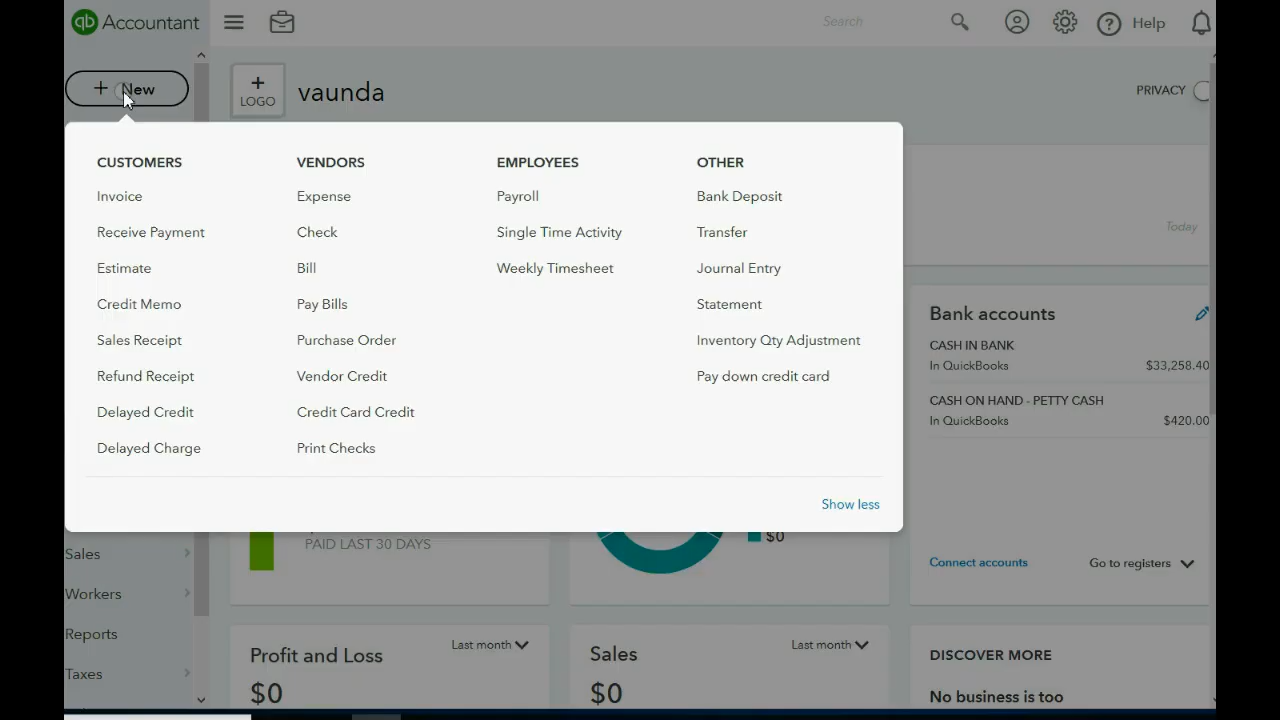 qb Accountant
Search
Help
+ New
+
LOGO
vaunda
PRIVACY
CUSTOMERS
Invoice
Receive Payment
Estimate
Credit Memo
Sales Receipt
Refund Receipt
Delayed Credit
Delayed Charge
VENDORS
Expense
Check
Bill
Pay Bills
Purchase Order
Vendor Credit
Credit Card Credit
Print Checks
EMPLOYEES
Payroll
Single Time Activity
Weekly Timesheet
OTHER
Bank Deposit
Transfer
Journal Entry
Statement
Inventory Qty Adjustment
Pay down credit card
Show less
Today
Bank accounts
CASH IN BANK
In QuickBooks $33,258.40
CASH ON HAND - PETTY CASH
In QuickBooks $420.00
Connect accounts Go to registers
PAID LAST 30 DAYS
$0
Sales
Workers
Reports
Taxes
Profit and Loss Last month
$0
Sales Last month
$0
DISCOVER MORE
No business is too